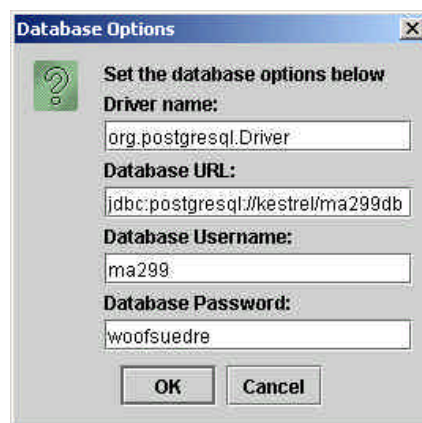 Database Options
Set the database options below
Driver name:
org.postgresql.Driver
Database URL:
jdbc:postgresql://kestrel/ma299db
Database Username:
ma299
Database Password:
woofsuedre
OK
Cancel